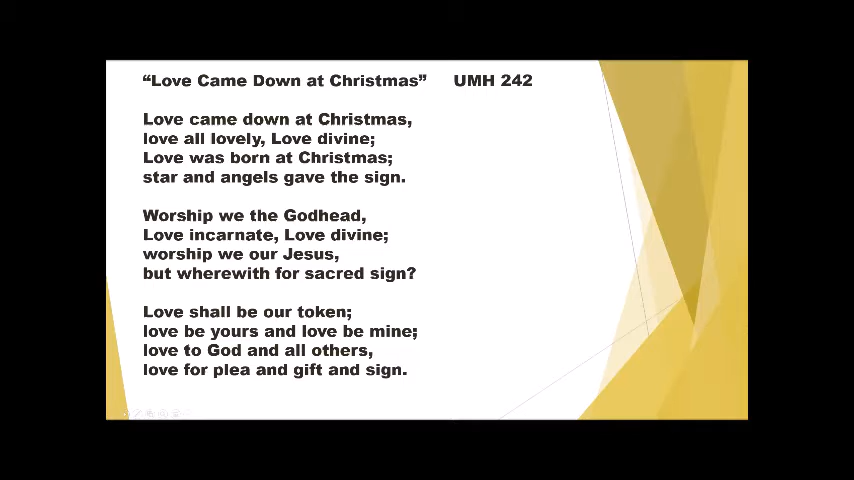 “Love Came Down at Christmas” UMH 242
Love came down at Christmas,
love all lovely, Love divine;
Love was born at Christmas;
star and angels gave the sign.
Worship we the Godhead,
Love incarnate, Love divine;
worship we our Jesus,
but wherewith for sacred sign?
Love shall be our token;
love be yours and love be mine;
love to God and all others,
love for plea and gift and sign.